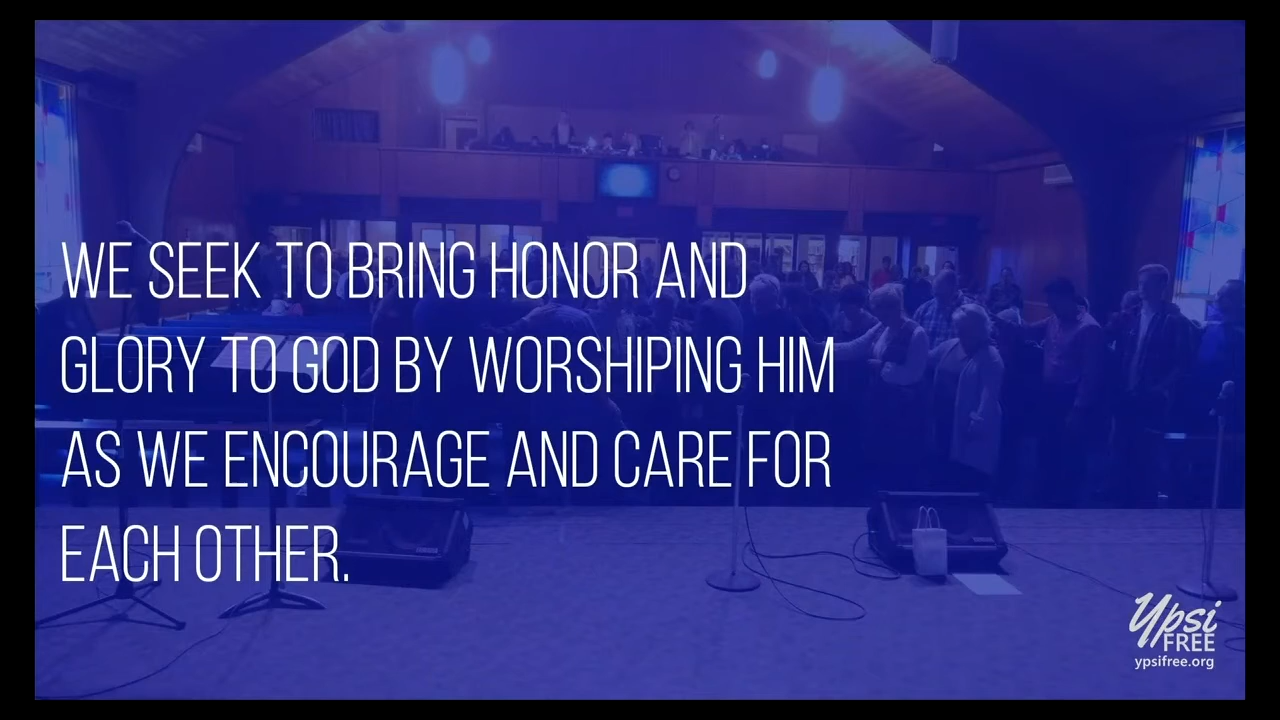 WE SEEK TO BRING HONOR AND
GLORY TO GOD BY WORSHIPING HIM
AS WE ENCOURAGE AND CARE FOR
EACH OTHER.
Ypsi
FREE
ypsifree.org